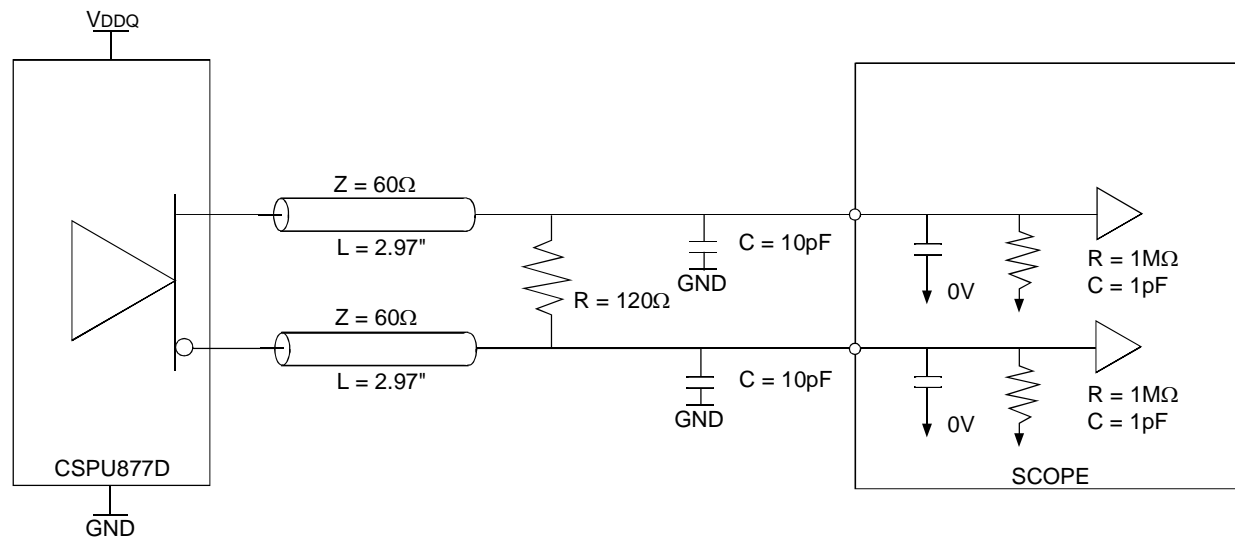 VDDQ
Z = 60Ω
L = 2.97"
C = 10pF
GND
R = 120Ω
0V
R = 1MΩ
C = 1pF
Z = 60Ω
L = 2.97"
C = 10pF
GND
0V
R = 1MΩ
C = 1pF
CSPU877D
SCOPE
GND